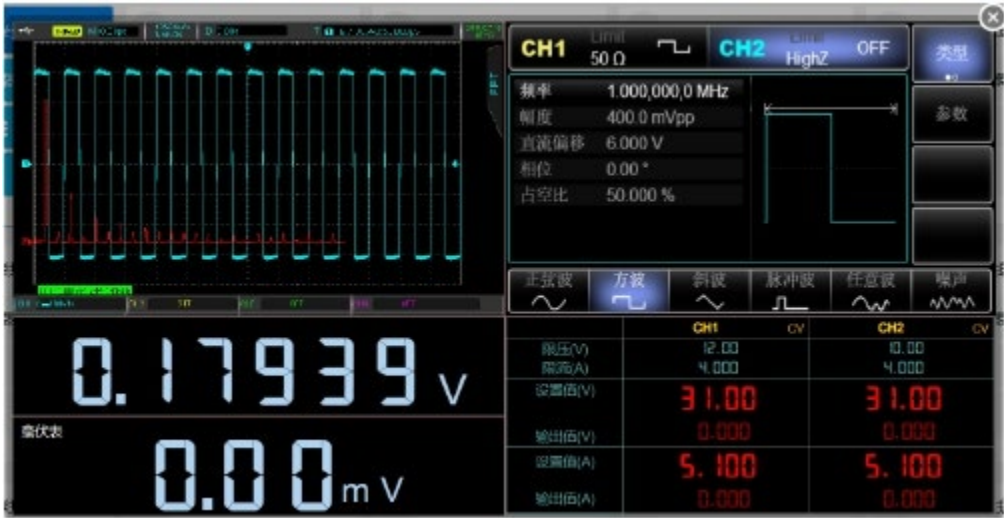 CH1 Limit 50 Ω CH2 Limit HighZ OFF
类型
频率 1.000,000,0 MHz
幅度 400.0 mVpp
直流偏移 6.000 V
相位 0.00 °
占空比 50.000 %
参数
正弦波 方波 斜波 脉冲波 任意波 噪声
0.17939 V
毫伏表
0.00 mV
CH1 CV CH2 CV
限压(V) 12.00 10.00
限流(A) 4.000 4.000
设置值(V) 31.00 31.00
输出值(V) 0.000 0.000
设置值(A) 5.100 5.100
输出值(A) 0.000 0.000